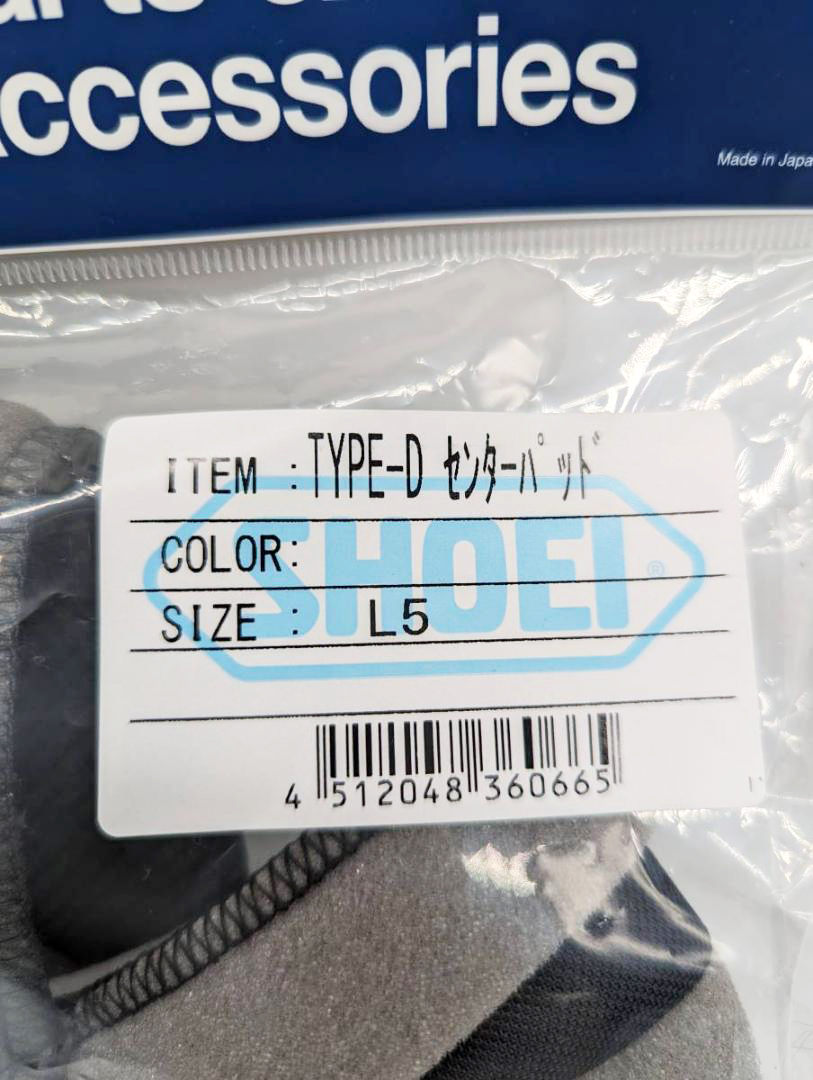 Accessories
Made in Japa
ITEM : TYPE-D ｾﾝﾀｰﾊﾟｯﾄﾞ
COLOR:
SHOEI®
SIZE : L5
4 512048 360665